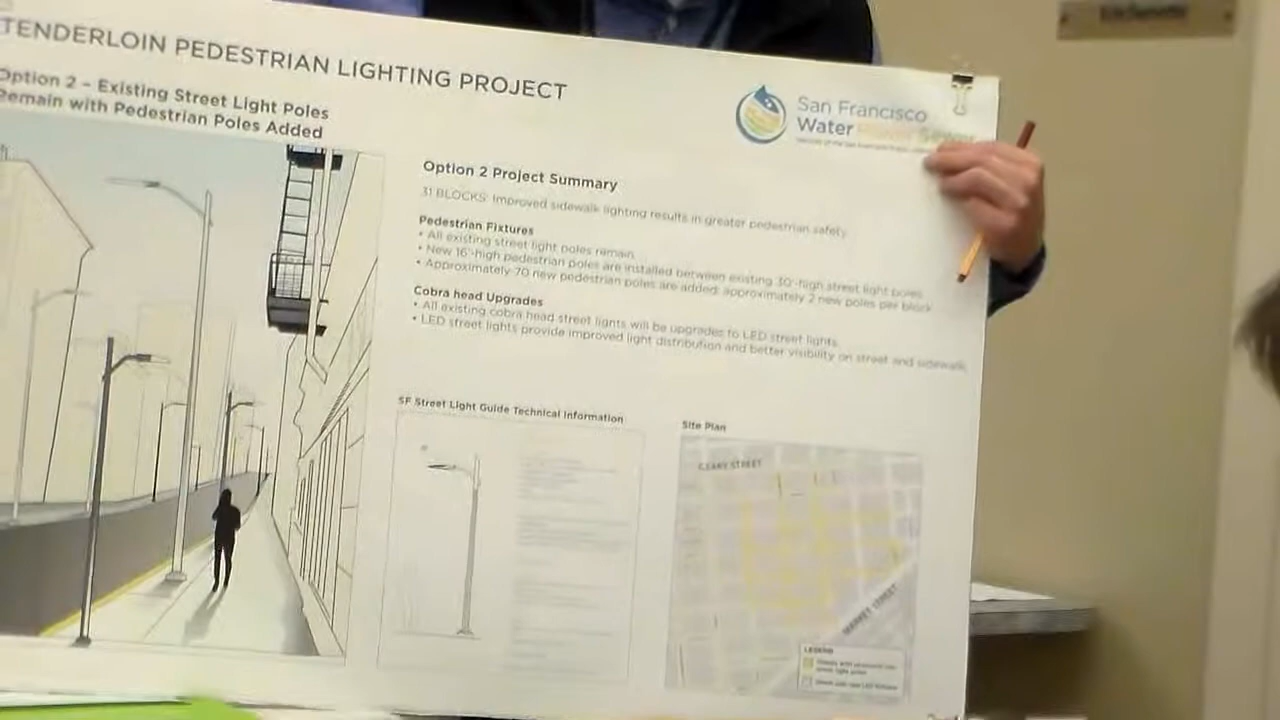 TENDERLOIN PEDESTRIAN LIGHTING PROJECT
Option 2 – Existing Street Light Poles
Remain with Pedestrian Poles Added
San Francisco
Water Power Sewer
Option 2 Project Summary
31 BLOCKS: Improved sidewalk lighting results in greater pedestrian safety
Pedestrian Fixtures
• All existing street light poles remain
• New 16'-high pedestrian poles are installed between existing 30'-high street light poles
• Approximately 70 new pedestrian poles are added; approximately 2 new poles per block
Cobra head Upgrades
• All existing cobra head street lights will be upgrades to LED street lights
• LED street lights provide improved light distribution and better visibility on street and sidewalk
SF Street Light Guide Technical Information
Site Plan
GEARY STREET
MARKET STREET
LEGEND